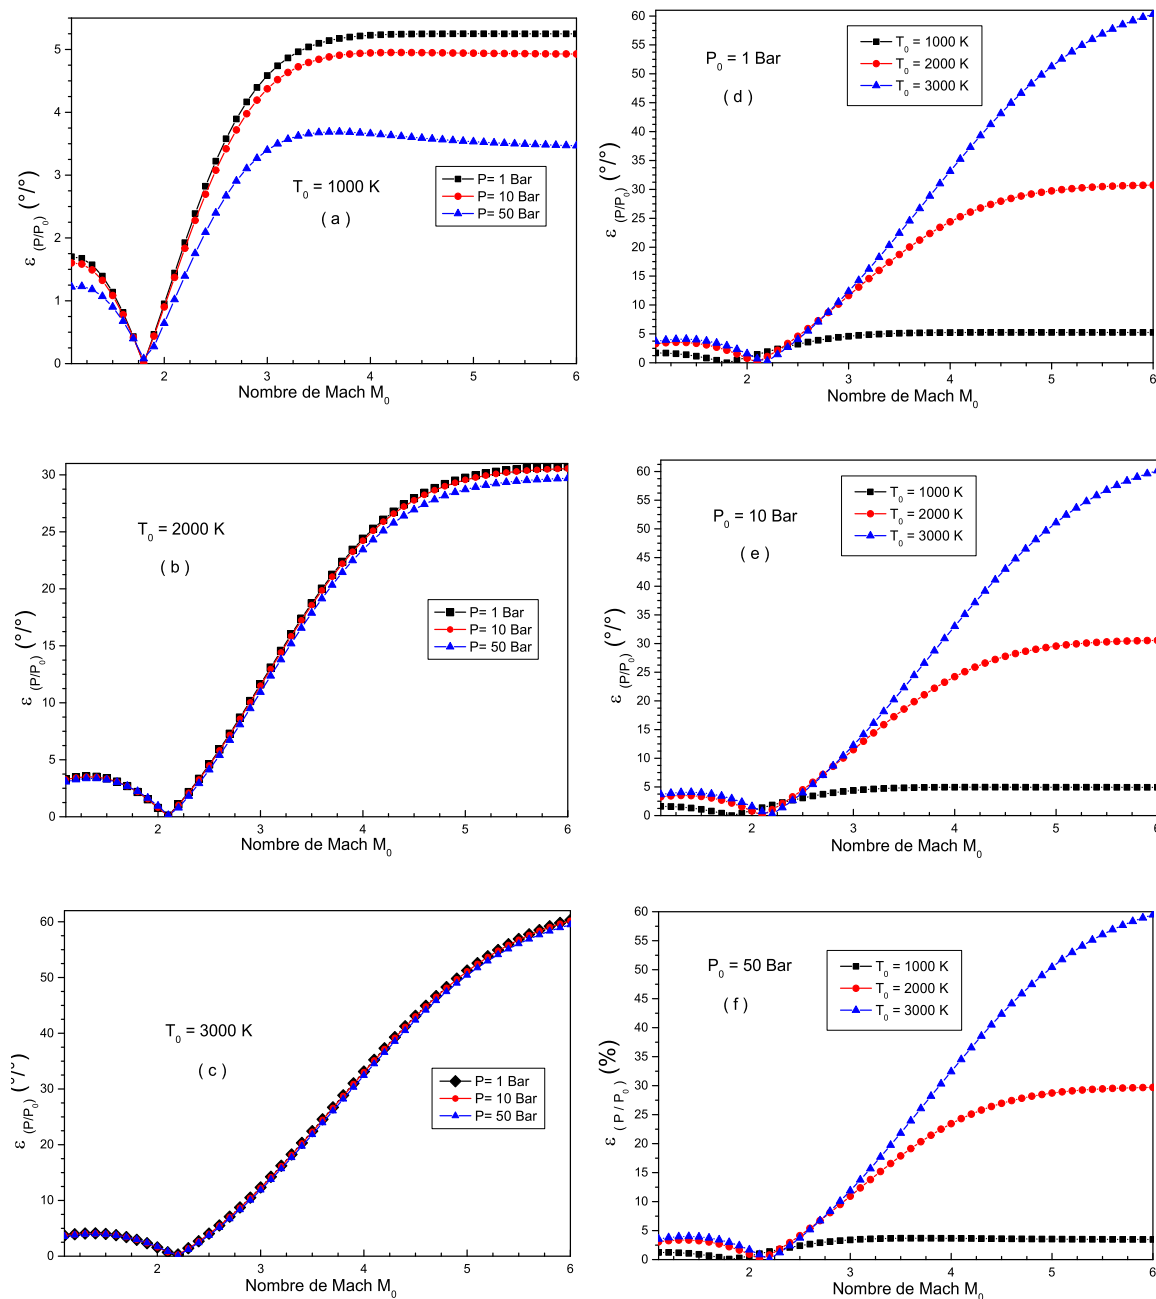 5
4
3
2
1
0
2
3
4
5
6
ε (P/P0) (°/°)
T0 = 1000 K
( a )
P= 1 Bar
P= 10 Bar
P= 50 Bar
Nombre de Mach M0
60
55
50
45
40
35
30
25
20
15
10
5
0
2
3
4
5
6
ε (P/P0) (°/°)
P0 = 1 Bar
( d )
T0 = 1000 K
T0 = 2000 K
T0 = 3000 K
Nombre de Mach M0
30
25
20
15
10
5
0
2
3
4
5
6
ε (P/P0) (°/°)
T0 = 2000 K
( b )
P= 1 Bar
P= 10 Bar
P= 50 Bar
Nombre de Mach M0
60
55
50
45
40
35
30
25
20
15
10
5
0
2
3
4
5
6
ε (P/P0) (°/°)
P0 = 10 Bar
( e )
T0 = 1000 K
T0 = 2000 K
T0 = 3000 K
Nombre de Mach M0
60
50
40
30
20
10
0
2
3
4
5
6
ε (P/P0) (°/°)
T0 = 3000 K
( c )
P= 1 Bar
P= 10 Bar
P= 50 Bar
Nombre de Mach M0
60
55
50
45
40
35
30
25
20
15
10
5
0
2
3
4
5
6
ε ( P / P0 ) (%)
P0 = 50 Bar
( f )
T0 = 1000 K
T0 = 2000 K
T0 = 3000 K
Nombre de Mach M0